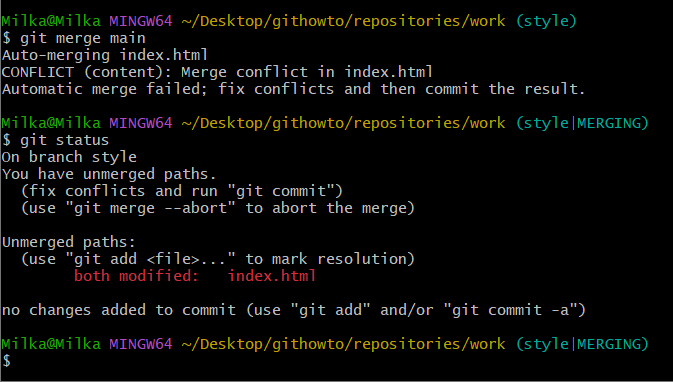 Milka@Milka MINGW64 ~/Desktop/githowto/repositories/work (style)
$ git merge main
Auto-merging index.html
CONFLICT (content): Merge conflict in index.html
Automatic merge failed; fix conflicts and then commit the result.
Milka@Milka MINGW64 ~/Desktop/githowto/repositories/work (style|MERGING)
$ git status
On branch style
You have unmerged paths.
  (fix conflicts and run "git commit")
  (use "git merge --abort" to abort the merge)
Unmerged paths:
  (use "git add <file>..." to mark resolution)
        both modified:   index.html
no changes added to commit (use "git add" and/or "git commit -a")
Milka@Milka MINGW64 ~/Desktop/githowto/repositories/work (style|MERGING)
$